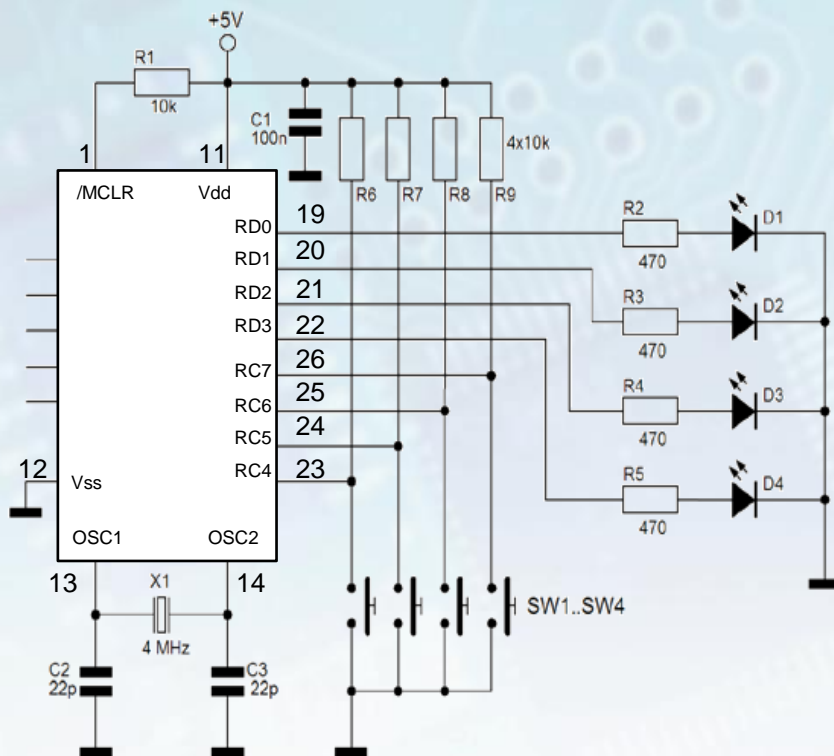 +5V
R1
10k
C1
100n
4x10k
1
11
R6
R7
R8
R9
/MCLR
Vdd
19
R2
D1
RD0
20
470
RD1
21
R3
D2
RD2
22
470
RD3
26
R4
D3
RC7
25
470
RC6
24
R5
D4
RC5
23
470
RC4
12
Vss
OSC1
OSC2
13
14
X1
4 MHz
SW1..SW4
C2
22p
C3
22p